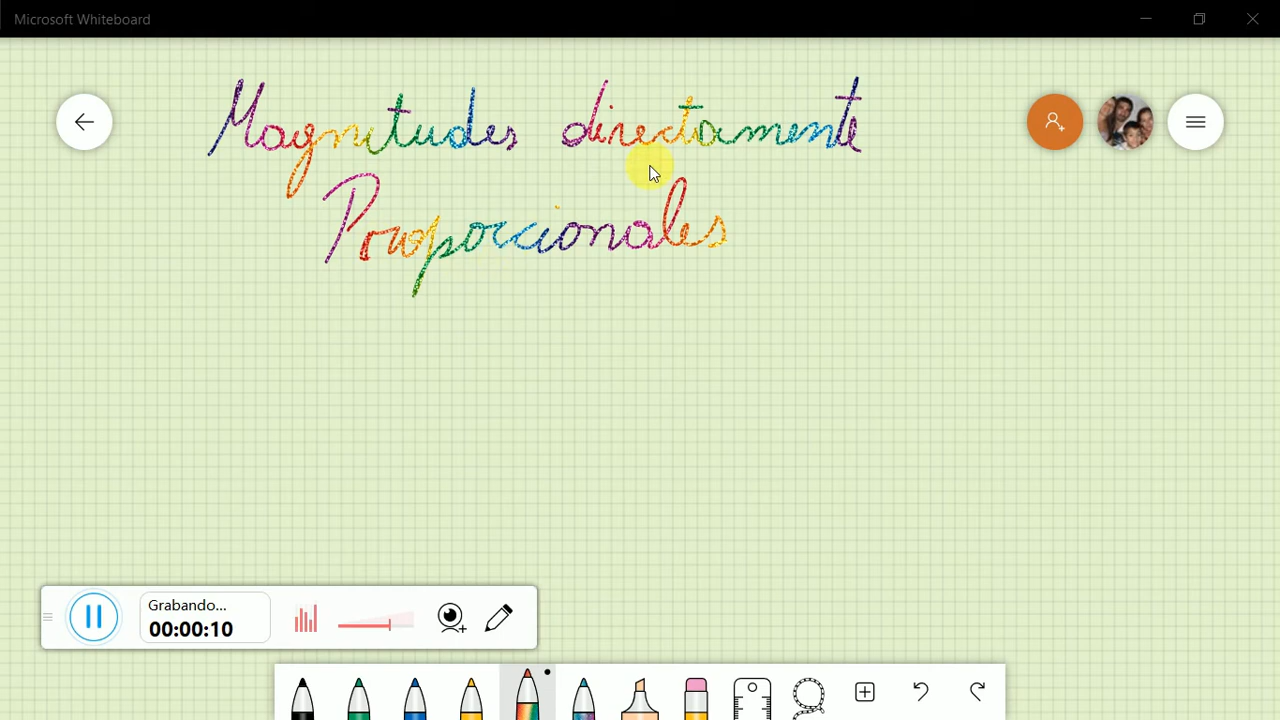 Microsoft Whiteboard
Magnitudes directamente
Proporcionales
Grabando...
00:00:10